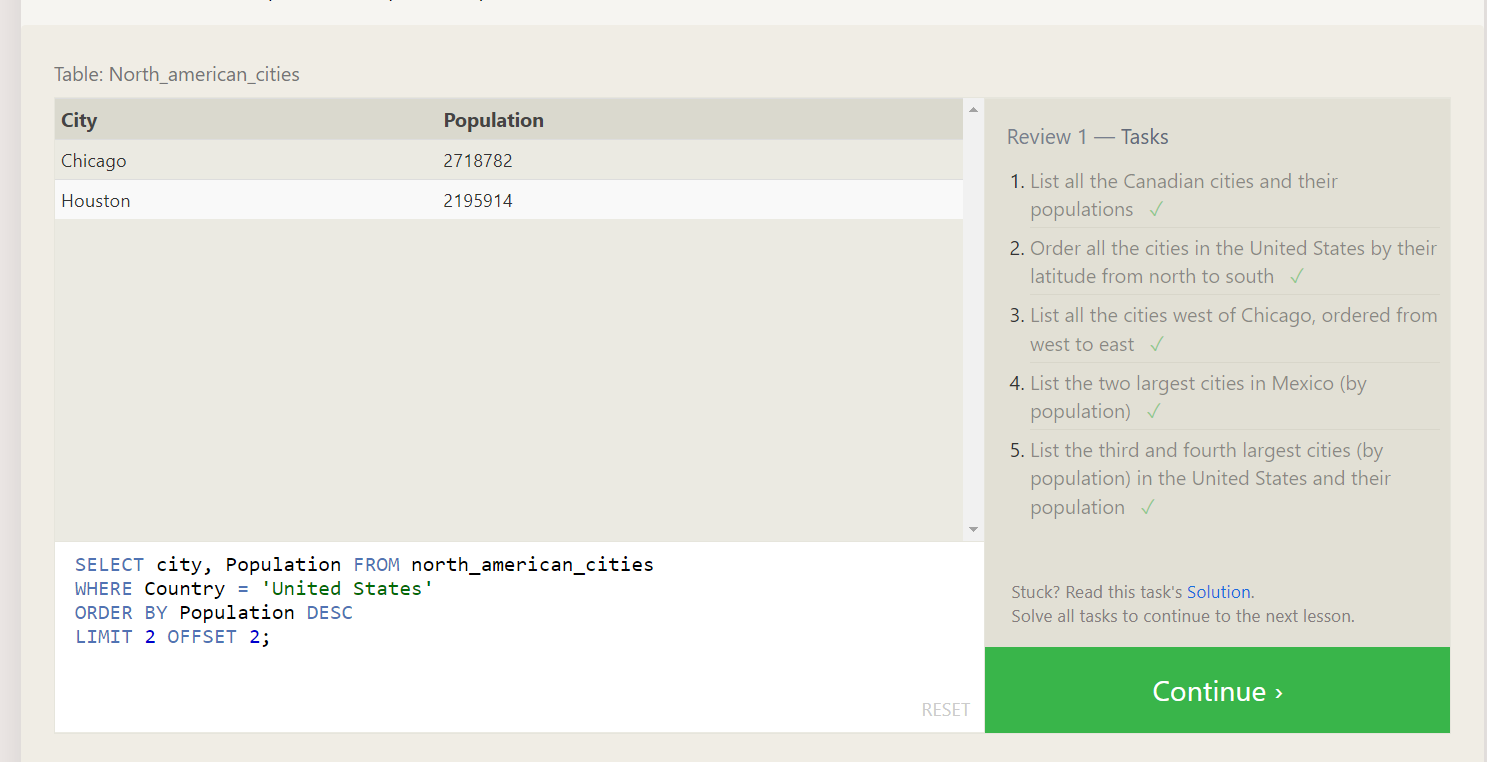 Table: North_american_cities
City Population
Chicago 2718782
Houston 2195914
SELECT city, Population FROM north_american_cities
WHERE Country = 'United States'
ORDER BY Population DESC
LIMIT 2 OFFSET 2;
RESET
Review 1 — Tasks
1. List all the Canadian cities and their
populations ✓
2. Order all the cities in the United States by their
latitude from north to south ✓
3. List all the cities west of Chicago, ordered from
west to east ✓
4. List the two largest cities in Mexico (by
population) ✓
5. List the third and fourth largest cities (by
population) in the United States and their
population ✓
Stuck? Read this task's Solution.
Solve all tasks to continue to the next lesson.
Continue ›